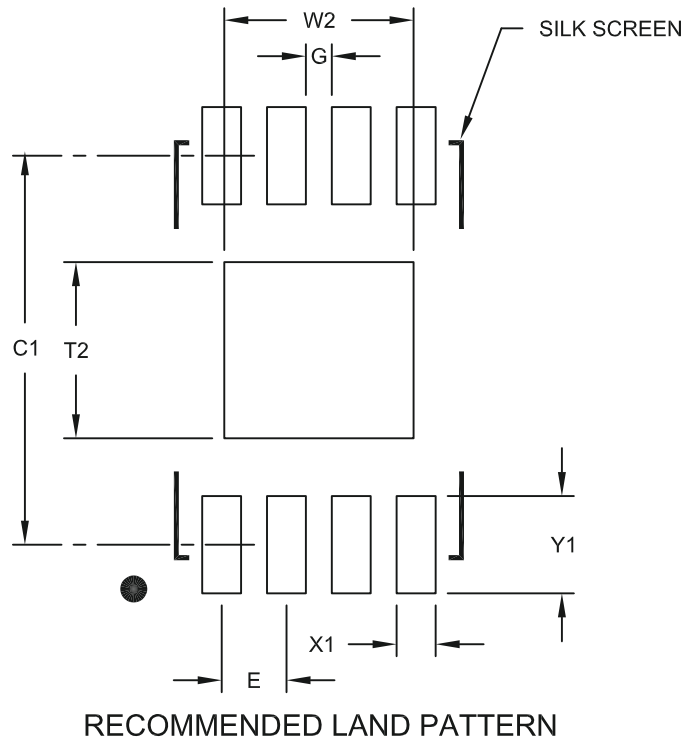 W2
G
SILK SCREEN
C1
T2
Y1
X1
E
RECOMMENDED LAND PATTERN